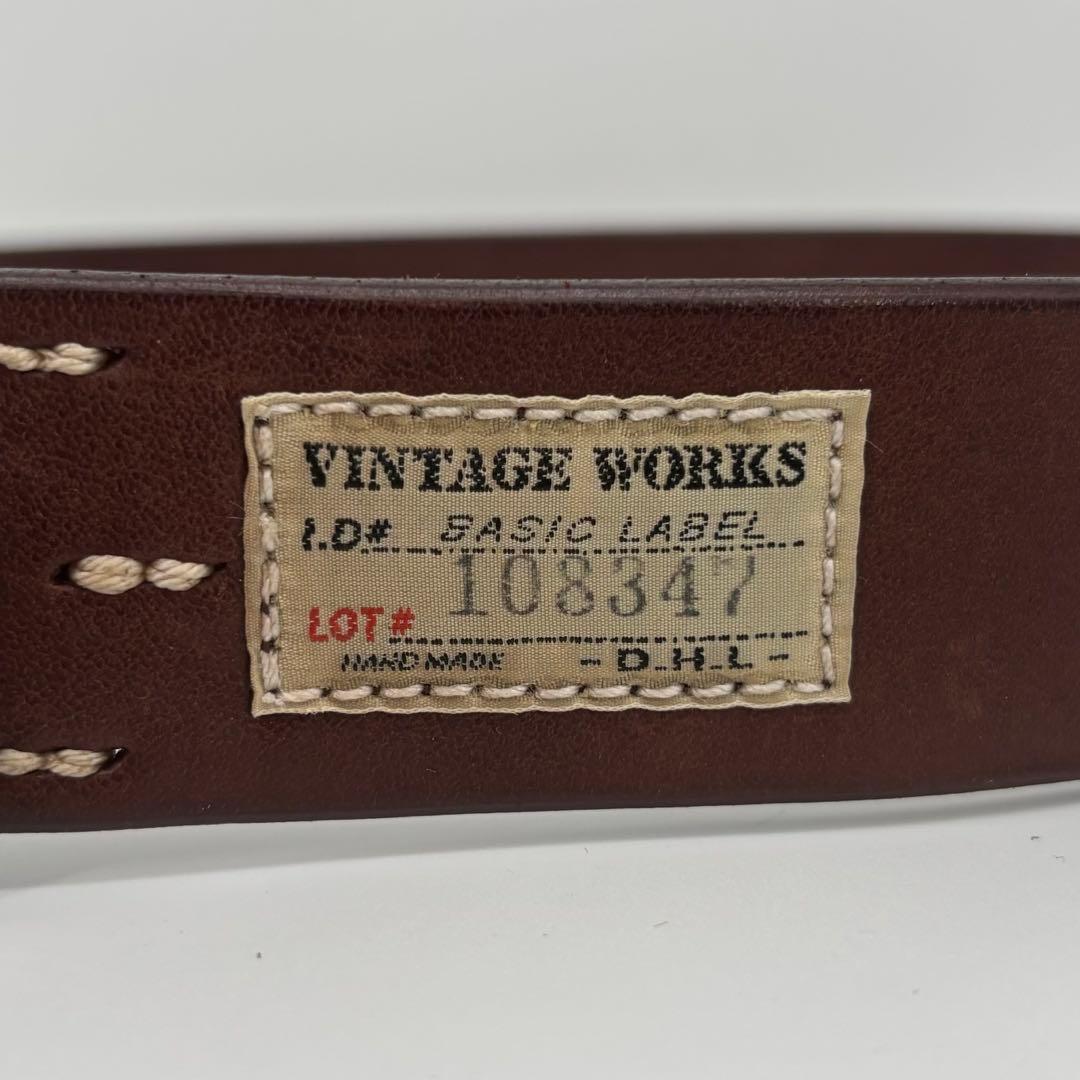 VINTAGE WORKS
I.D# BASIC LABEL
108347
LOT#
HAND MADE - D.H.L -